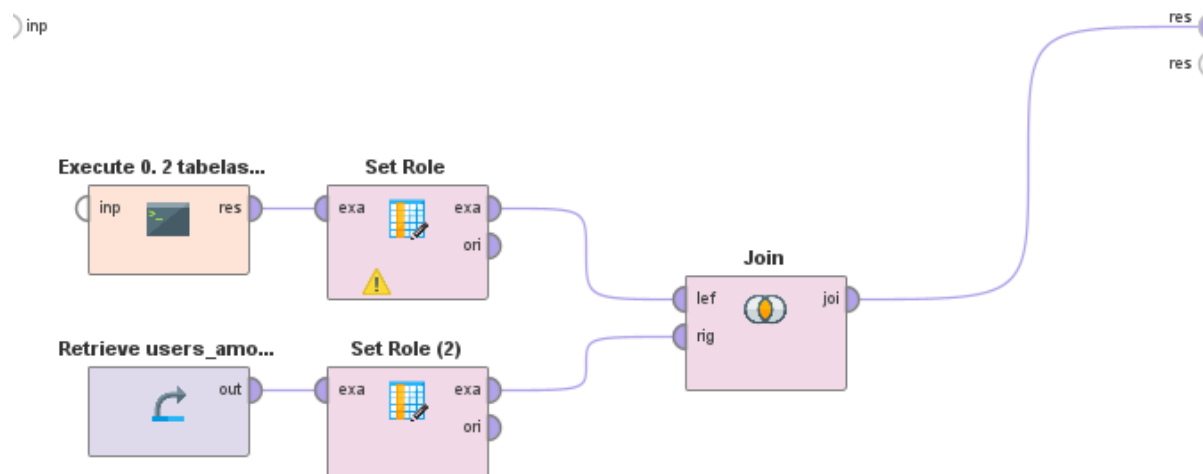 inp
res
res
Execute 0. 2 tabelas...
Set Role
inp
res
exa
exa
ori
Join
lef
joi
rig
Retrieve users_amo...
Set Role (2)
out
exa
exa
ori